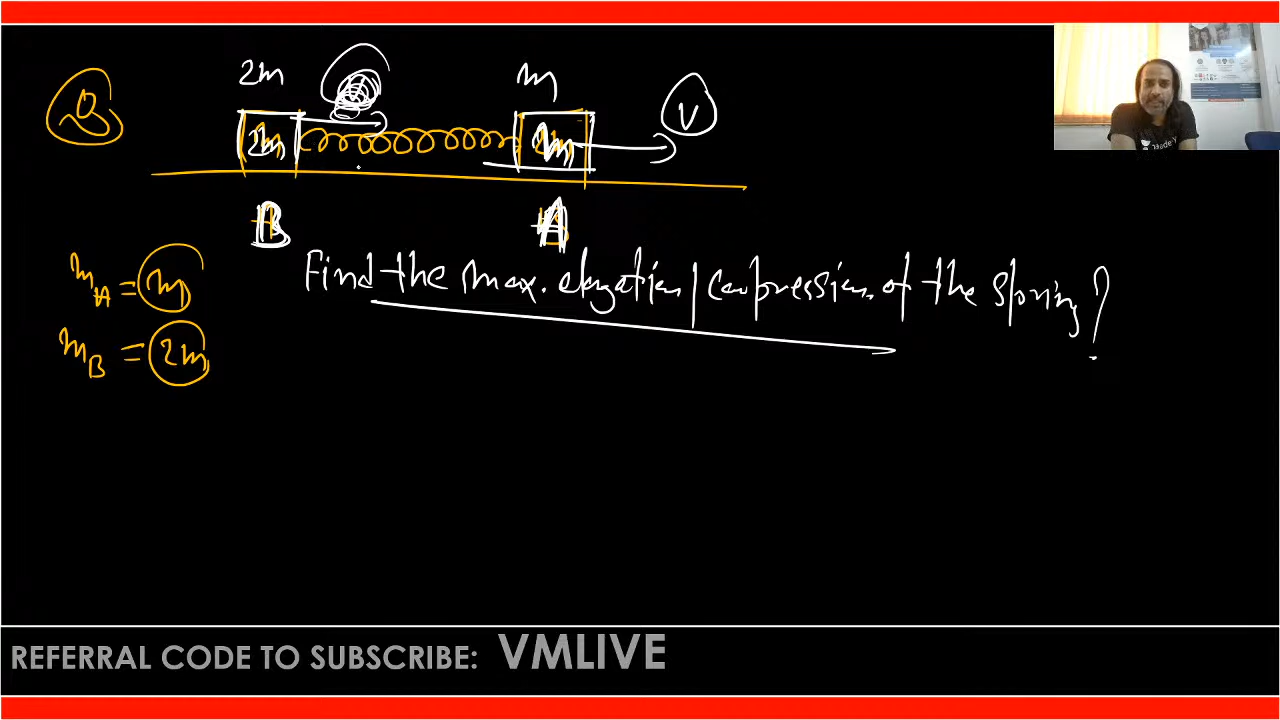 Q
2m
m
2m
V
B
A
Find the max. elongation / compression of the spring?
m_A = m
m_B = 2m
REFERRAL CODE TO SUBSCRIBE: VMLIVE